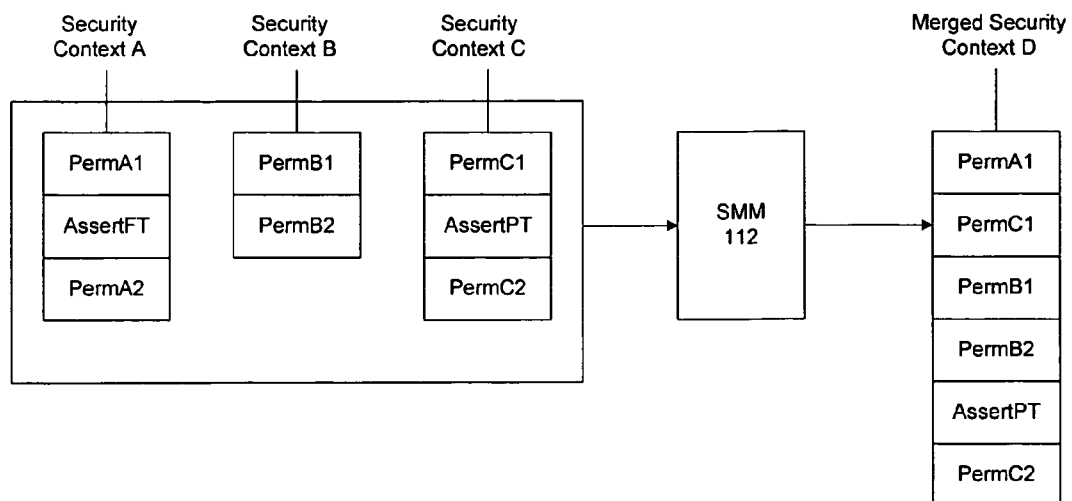 Security
Context A
Security
Context B
Security
Context C
Merged Security
Context D
PermA1
AssertFT
PermA2
PermB1
PermB2
PermC1
AssertPT
PermC2
SMM
112
PermA1
PermC1
PermB1
PermB2
AssertPT
PermC2